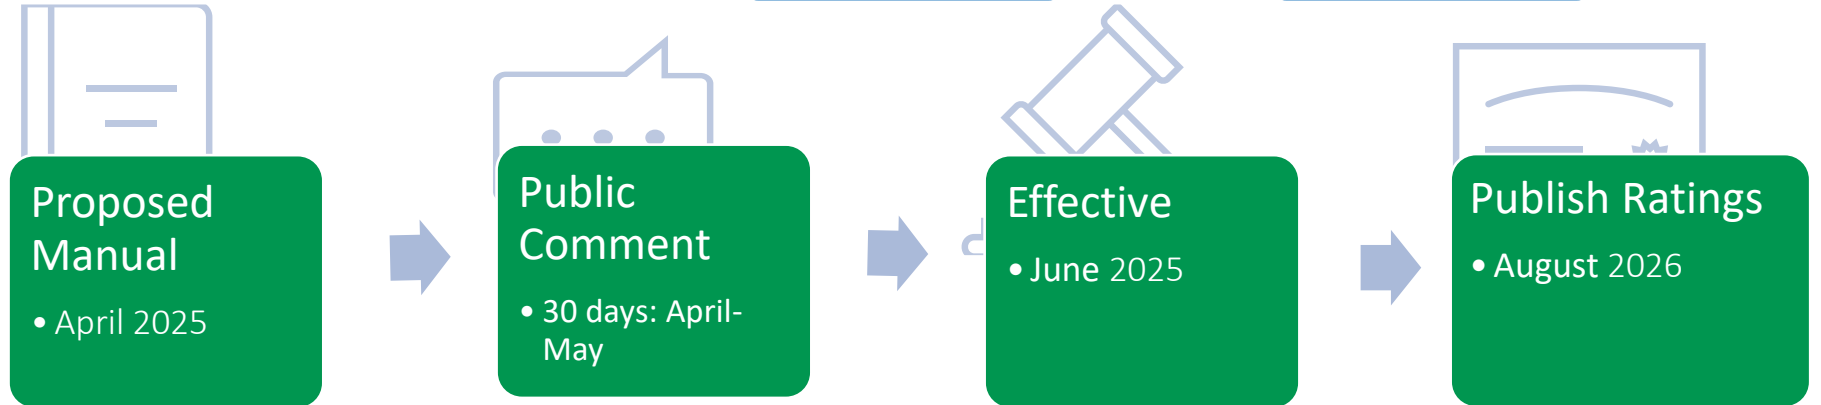 Proposed
Manual
• April 2025
Public
Comment
• 30 days: April-
May
Effective
• June 2025
Publish Ratings
• August 2026